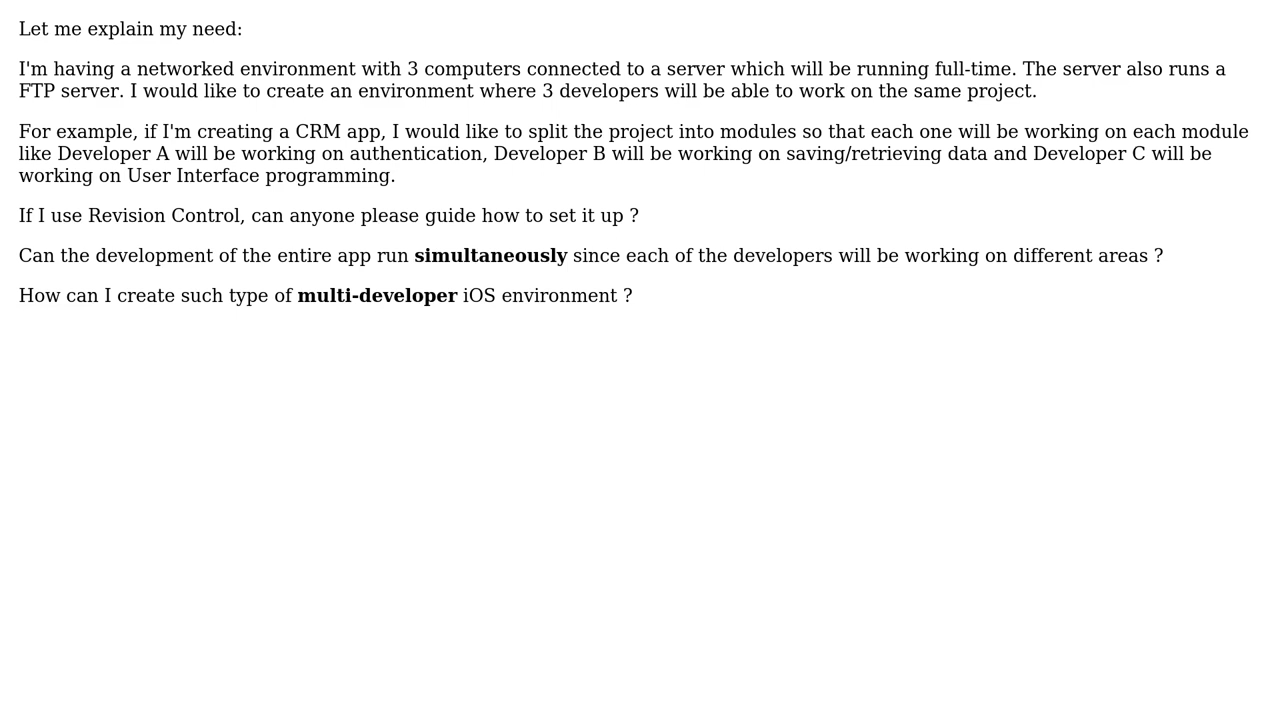 Let me explain my need:
I'm having a networked environment with 3 computers connected to a server which will be running full-time. The server also runs a
FTP server. I would like to create an environment where 3 developers will be able to work on the same project.
For example, if I'm creating a CRM app, I would like to split the project into modules so that each one will be working on each module
like Developer A will be working on authentication, Developer B will be working on saving/retrieving data and Developer C will be
working on User Interface programming.
If I use Revision Control, can anyone please guide how to set it up ?
Can the development of the entire app run simultaneously since each of the developers will be working on different areas ?
How can I create such type of multi-developer iOS environment ?